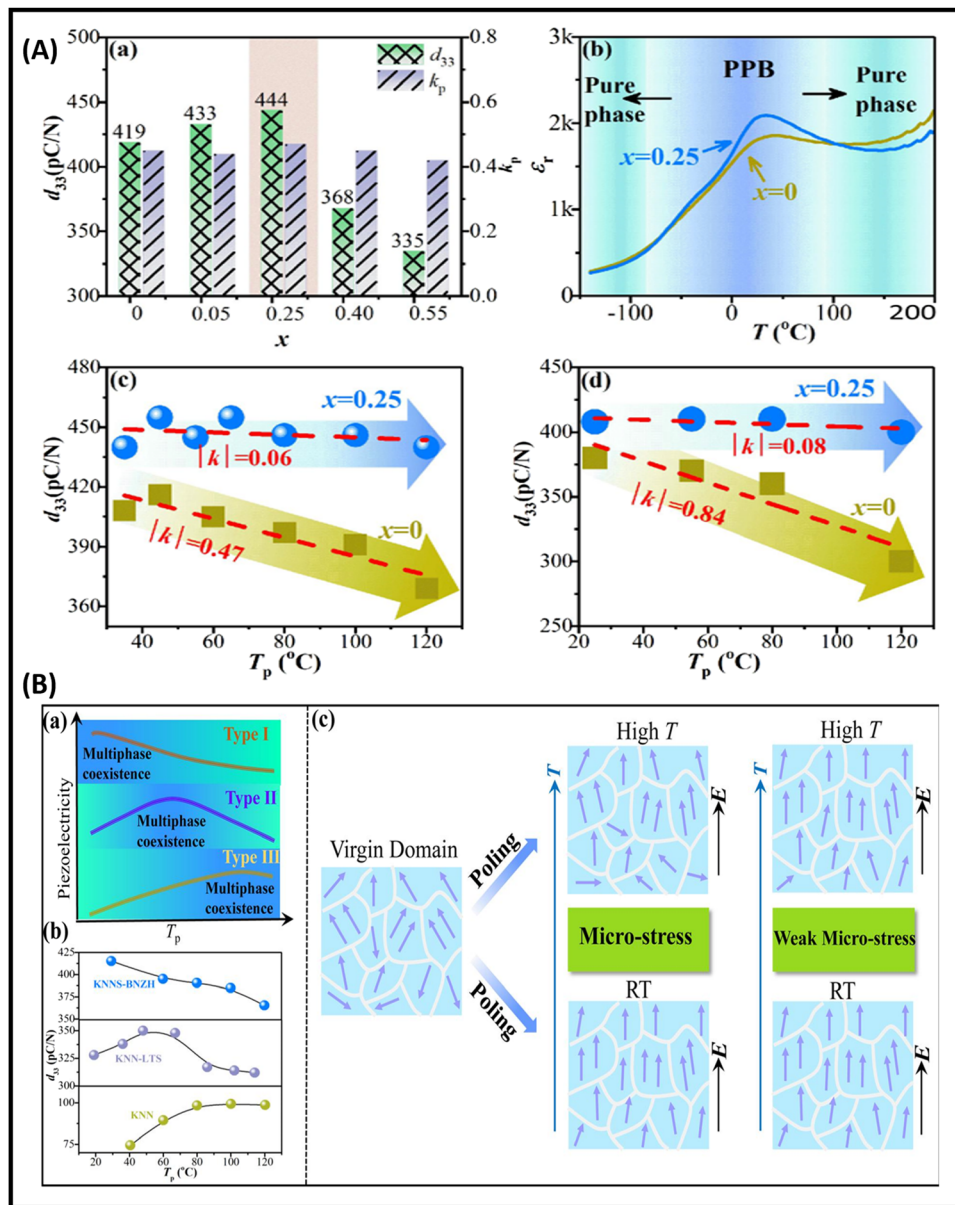 (A)
(a)
d33(pC/N)
500
450
400
350
300
419
433
444
368
335
d33
kp
0.8
0.6
0.4
0.2
0.0
kp
0
0.05
0.25
0.40
0.55
x
(b)
εr
3k
2k
1k
0
Pure
phase
PPB
Pure
phase
x=0.25
x=0
-100
0
100
200
T (°C)
(c)
d33(pC/N)
480
450
420
390
360
x=0.25
|k|=0.06
x=0
|k|=0.47
40
60
80
100
120
Tp (°C)
(d)
d33(pC/N)
450
400
350
300
250
x=0.25
|k|=0.08
x=0
|k|=0.84
20
40
60
80
100
120
Tp (°C)
(B)
(a)
Piezoelectricity
Type I
Multiphase
coexistence
Type II
Multiphase
coexistence
Type III
Multiphase
coexistence
Tp
(b)
d33 (pC/N)
425
400
375
350
KNNS-BNZH
350
325
300
KNN-LTS
100
75
KNN
20
40
60
80
100
120
Tp (°C)
(c)
Virgin Domain
Poling
Poling
High T
T
E
Micro-stress
RT
E
High T
T
E
Weak Micro-stress
RT
E